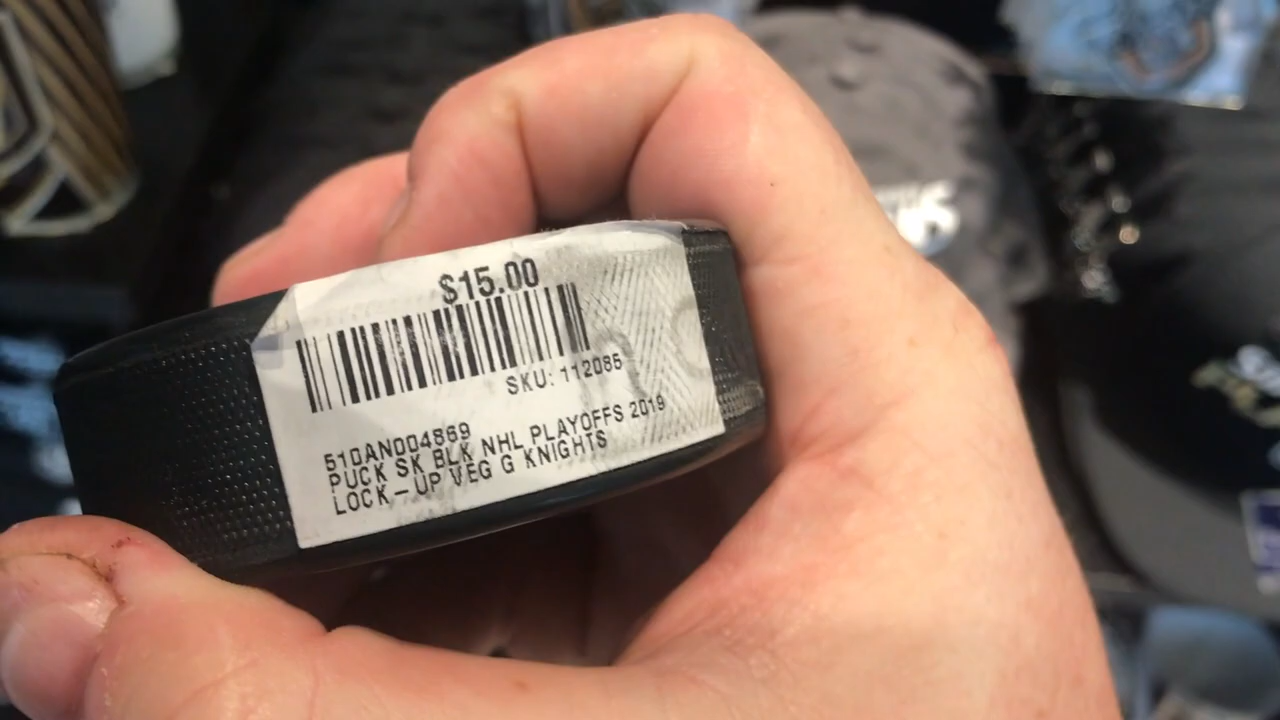 $15.00
SKU: 112085
510AN004869
PUCK SK BLK NHL PLAYOFFS 2019
LOCK-UP VEG G KNIGHTS